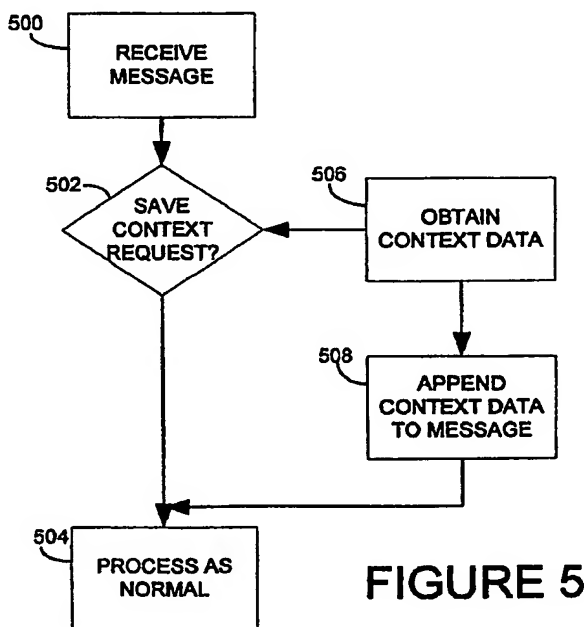 500
RECEIVE
MESSAGE
502
SAVE
CONTEXT
REQUEST?
506
OBTAIN
CONTEXT DATA
508
APPEND
CONTEXT DATA
TO MESSAGE
504
PROCESS AS
NORMAL
FIGURE 5